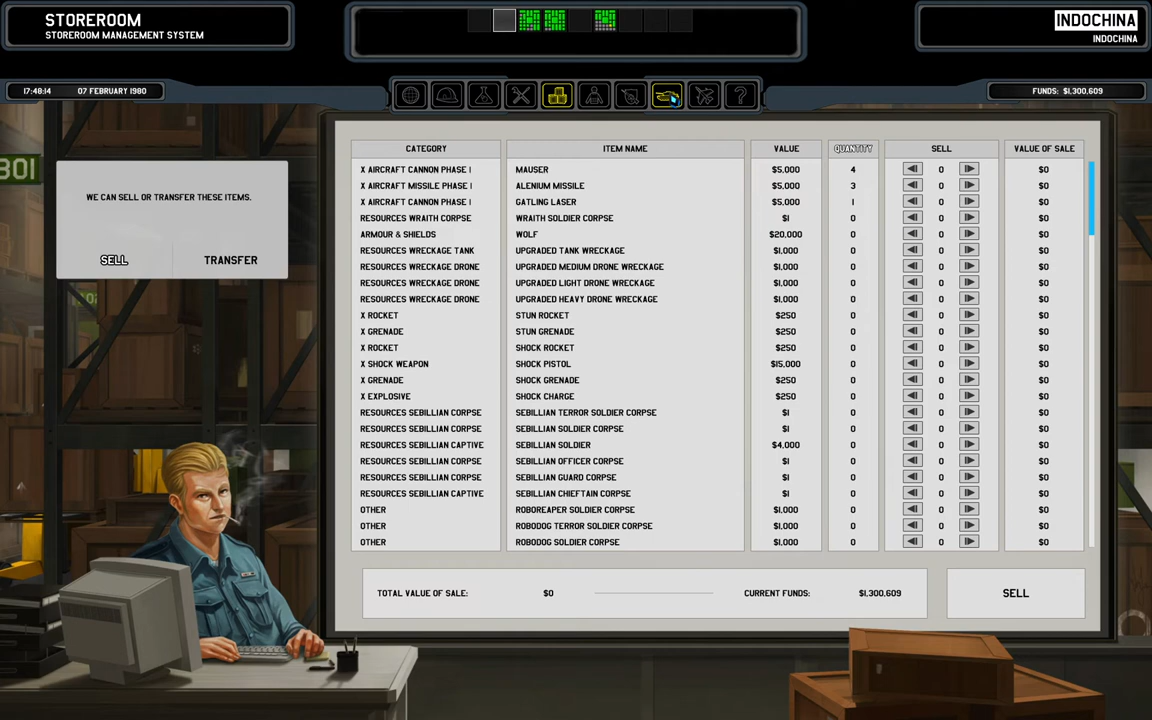 STOREROOM
STOREROOM MANAGEMENT SYSTEM
INDOCHINA
INDOCHINA
17:48:14 07 FEBRUARY 1980
FUNDS: $1,300,609
801
WE CAN SELL OR TRANSFER THESE ITEMS.
SELL TRANSFER
CATEGORY ITEM NAME VALUE QUANTITY SELL VALUE OF SALE
X AIRCRAFT CANNON PHASE I MAUSER $5,000 4 0 $0
X AIRCRAFT MISSILE PHASE I ALENIUM MISSILE $5,000 3 0 $0
X AIRCRAFT CANNON PHASE I GATLING LASER $5,000 1 0 $0
RESOURCES WRAITH CORPSE WRAITH SOLDIER CORPSE $1 0 0 $0
ARMOUR & SHIELDS WOLF $20,000 0 0 $0
RESOURCES WRECKAGE TANK UPGRADED TANK WRECKAGE $1,000 0 0 $0
RESOURCES WRECKAGE DRONE UPGRADED MEDIUM DRONE WRECKAGE $1,000 0 0 $0
RESOURCES WRECKAGE DRONE UPGRADED LIGHT DRONE WRECKAGE $1,000 0 0 $0
RESOURCES WRECKAGE DRONE UPGRADED HEAVY DRONE WRECKAGE $1,000 0 0 $0
X ROCKET STUN ROCKET $250 0 0 $0
X GRENADE STUN GRENADE $250 0 0 $0
X ROCKET SHOCK ROCKET $250 0 0 $0
X SHOCK WEAPON SHOCK PISTOL $15,000 0 0 $0
X GRENADE SHOCK GRENADE $250 0 0 $0
X EXPLOSIVE SHOCK CHARGE $250 0 0 $0
RESOURCES SEBILLIAN CORPSE SEBILLIAN TERROR SOLDIER CORPSE $1 0 0 $0
RESOURCES SEBILLIAN CORPSE SEBILLIAN SOLDIER CORPSE $1 0 0 $0
RESOURCES SEBILLIAN CAPTIVE SEBILLIAN SOLDIER $4,000 0 0 $0
RESOURCES SEBILLIAN CORPSE SEBILLIAN OFFICER CORPSE $1 0 0 $0
RESOURCES SEBILLIAN CORPSE SEBILLIAN GUARD CORPSE $1 0 0 $0
RESOURCES SEBILLIAN CAPTIVE SEBILLIAN CHIEFTAIN CORPSE $1 0 0 $0
OTHER ROBOREAPER SOLDIER CORPSE $1,000 0 0 $0
OTHER ROBODOG TERROR SOLDIER CORPSE $1,000 0 0 $0
OTHER ROBODOG SOLDIER CORPSE $1,000 0 0 $0
TOTAL VALUE OF SALE: $0 CURRENT FUNDS: $1,300,609
SELL